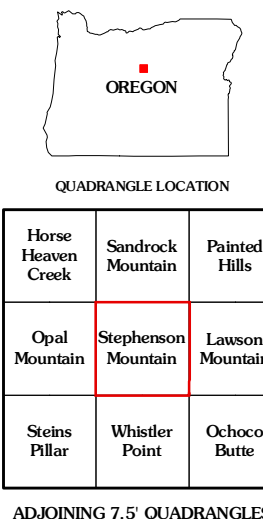 OREGON
QUADRANGLE LOCATION
Horse
Heaven
Creek
Sandrock
Mountain
Painted
Hills
Opal
Mountain
Stephenson
Mountain
Lawson
Mountain
Steins
Pillar
Whistler
Point
Ochoco
Butte
ADJOINING 7.5' QUADRANGLES